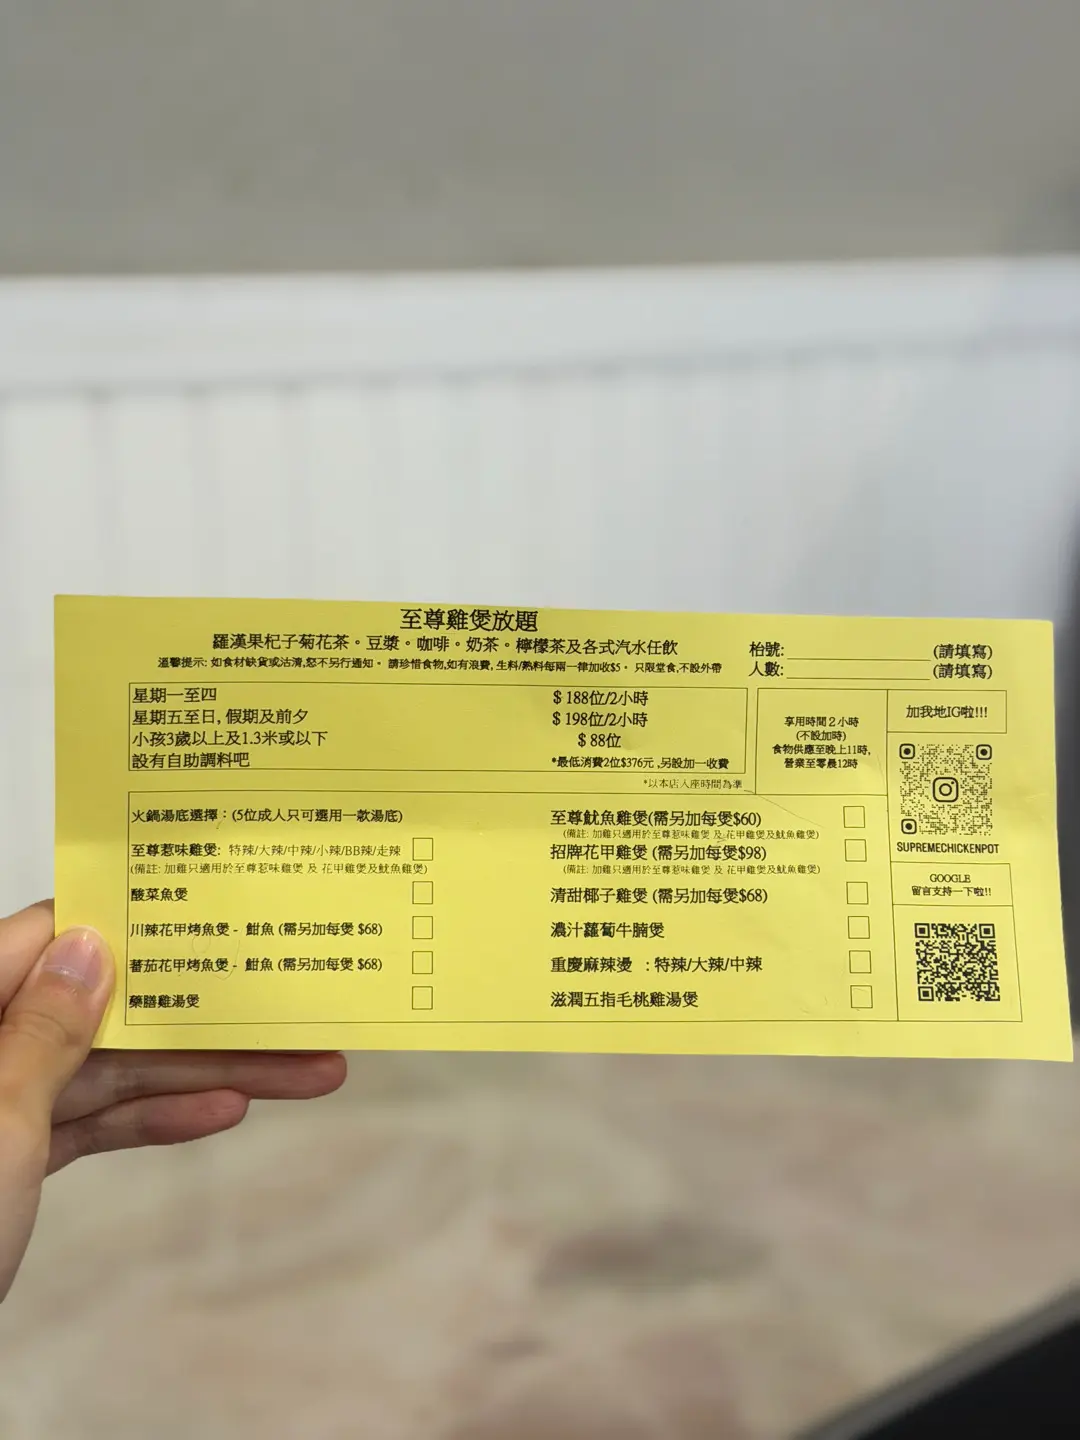 至尊雞煲放題
羅漢果杞子菊花茶。豆漿。咖啡。奶茶。檸檬茶及各式汽水任飲
溫馨提示: 如食材缺貨或沽清,恕不另行通知。 請珍惜食物,如有浪費, 生料/熟料每兩一律加收$5。 只限堂食,不設外帶
枱號: (請填寫)
人數: (請填寫)
星期一至四 $ 188位/2小時
星期五至日, 假期及前夕 $ 198位/2小時
小孩3歲以上及1.3米或以下 $ 88位
設有自助調料吧 *最低消費2位$376元 ,另設加一收費
*以本店入座時間為準
享用時間２小時
(不設加時)
食物供應至晚上11時,
營業至零晨12時
加我地IG啦!!!
SUPREMECHICKENPOT
GOOGLE
留言支持一下啦!!
火鍋湯底選擇：(5位成人只可選用一款湯底)
至尊惹味雞煲: 特辣/大辣/中辣/小辣/BB辣/走辣
(備註: 加雞只適用於至尊惹味雞煲 及 花甲雞煲及魷魚雞煲)
酸菜魚煲
川辣花甲烤魚煲 - 鉗魚 (需另加每煲 $68)
蕃茄花甲烤魚煲 - 鉗魚 (需另加每煲 $68)
藥膳雞湯煲
至尊魷魚雞煲(需另加每煲$60)
(備註: 加雞只適用於至尊惹味雞煲 及 花甲雞煲及魷魚雞煲)
招牌花甲雞煲 (需另加每煲$98)
(備註: 加雞只適用於至尊惹味雞煲 及 花甲雞煲及魷魚雞煲)
清甜椰子雞煲 (需另加每煲$68)
濃汁蘿蔔牛腩煲
重慶麻辣燙 ：特辣/大辣/中辣
滋潤五指毛桃雞湯煲